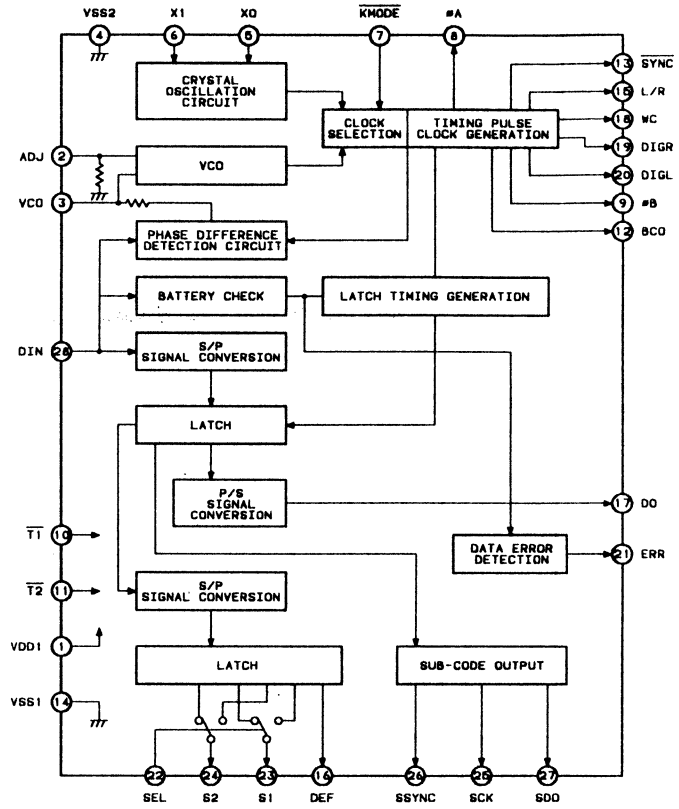 VSS2 X1 X0 KMODE #A
4 6 5 7 8
CRYSTAL
OSCILLATION
CIRCUIT
13 SYNC
15 L/R
CLOCK
SELECTION
TIMING PULSE
CLOCK GENERATION
18 WC
19 DIGR
ADJ 2
VCO
20 DIGL
VCO 3
9 #B
PHASE DIFFERENCE
DETECTION CIRCUIT
12 BCO
BATTERY CHECK
LATCH TIMING GENERATION
DIN 28
S/P
SIGNAL CONVERSION
LATCH
P/S
SIGNAL
CONVERSION
17 DO
T1 10
DATA ERROR
DETECTION
21 ERR
T2 11
S/P
SIGNAL CONVERSION
VDD1 1
LATCH
SUB-CODE OUTPUT
VSS1 14
22 24 23 16 26 25 27
SEL S2 S1 DEF SSYNC SCK SDO